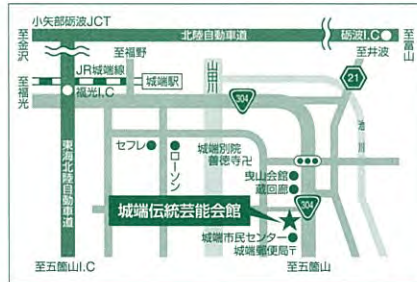 小矢部砺波JCT
至金沢
北陸自動車道
砺波I.C
至富山
至福野
至井波
JR城端線
城端駅
山田川
21
至福光
福光I.C
304
池川
東海北陸自動車道
セフレ
ローソン
城端別院
善徳寺卍
曳山会館
蔵回廊
304
城端伝統芸能会館
城端市民センター
城端郵便局〒
至五箇山I.C
至五箇山